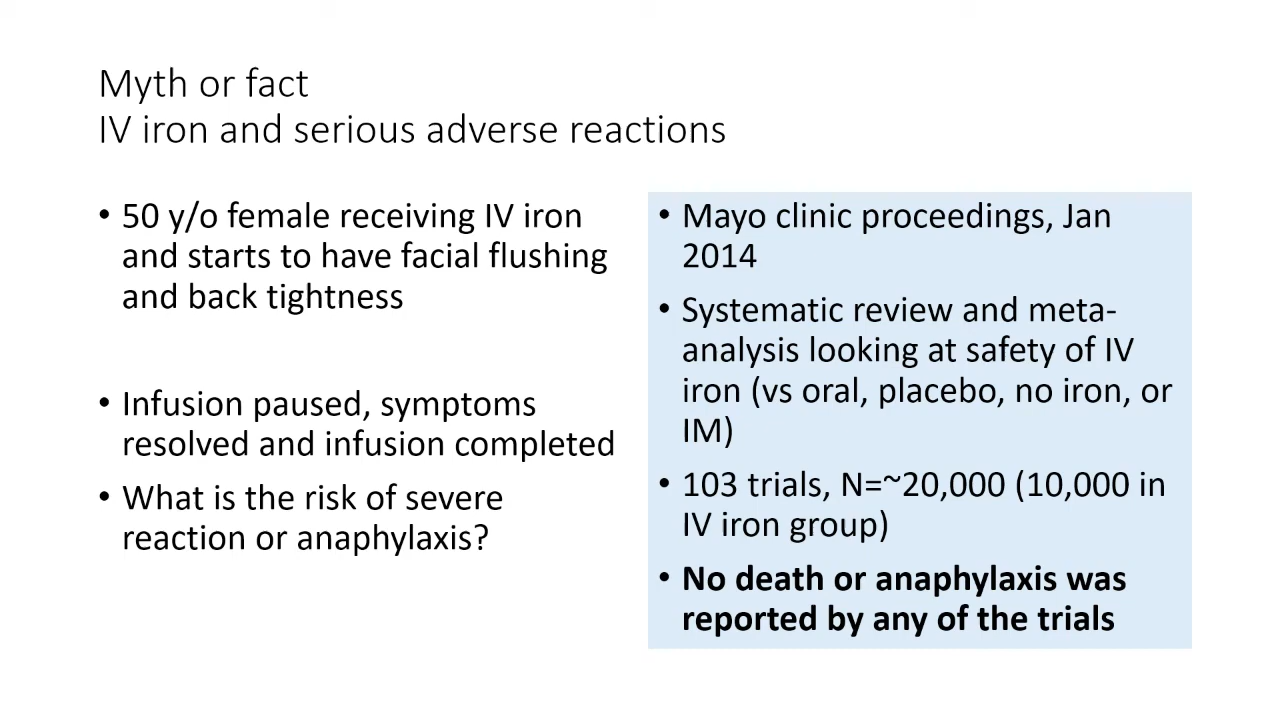 Myth or fact
IV iron and serious adverse reactions
• 50 y/o female receiving IV iron
and starts to have facial flushing
and back tightness
• Infusion paused, symptoms
resolved and infusion completed
• What is the risk of severe
reaction or anaphylaxis?
• Mayo clinic proceedings, Jan
2014
• Systematic review and meta-
analysis looking at safety of IV
iron (vs oral, placebo, no iron, or
IM)
• 103 trials, N=~20,000 (10,000 in
IV iron group)
• No death or anaphylaxis was
reported by any of the trials